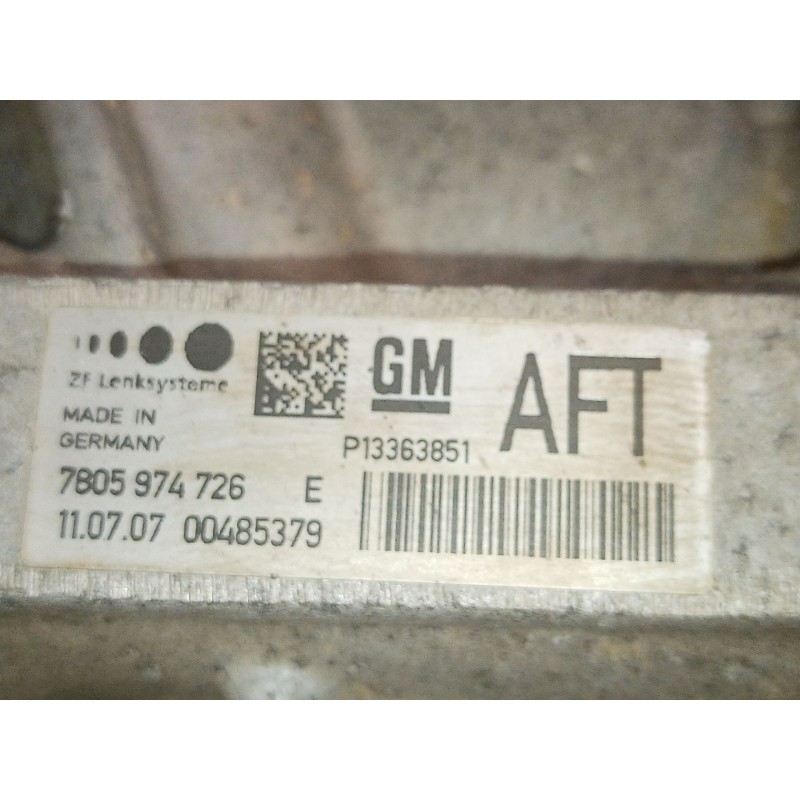 ZF Lenksysteme
GM
AFT
MADE IN
GERMANY
P13363851
7805 974 726 E
11.07.07 00485379